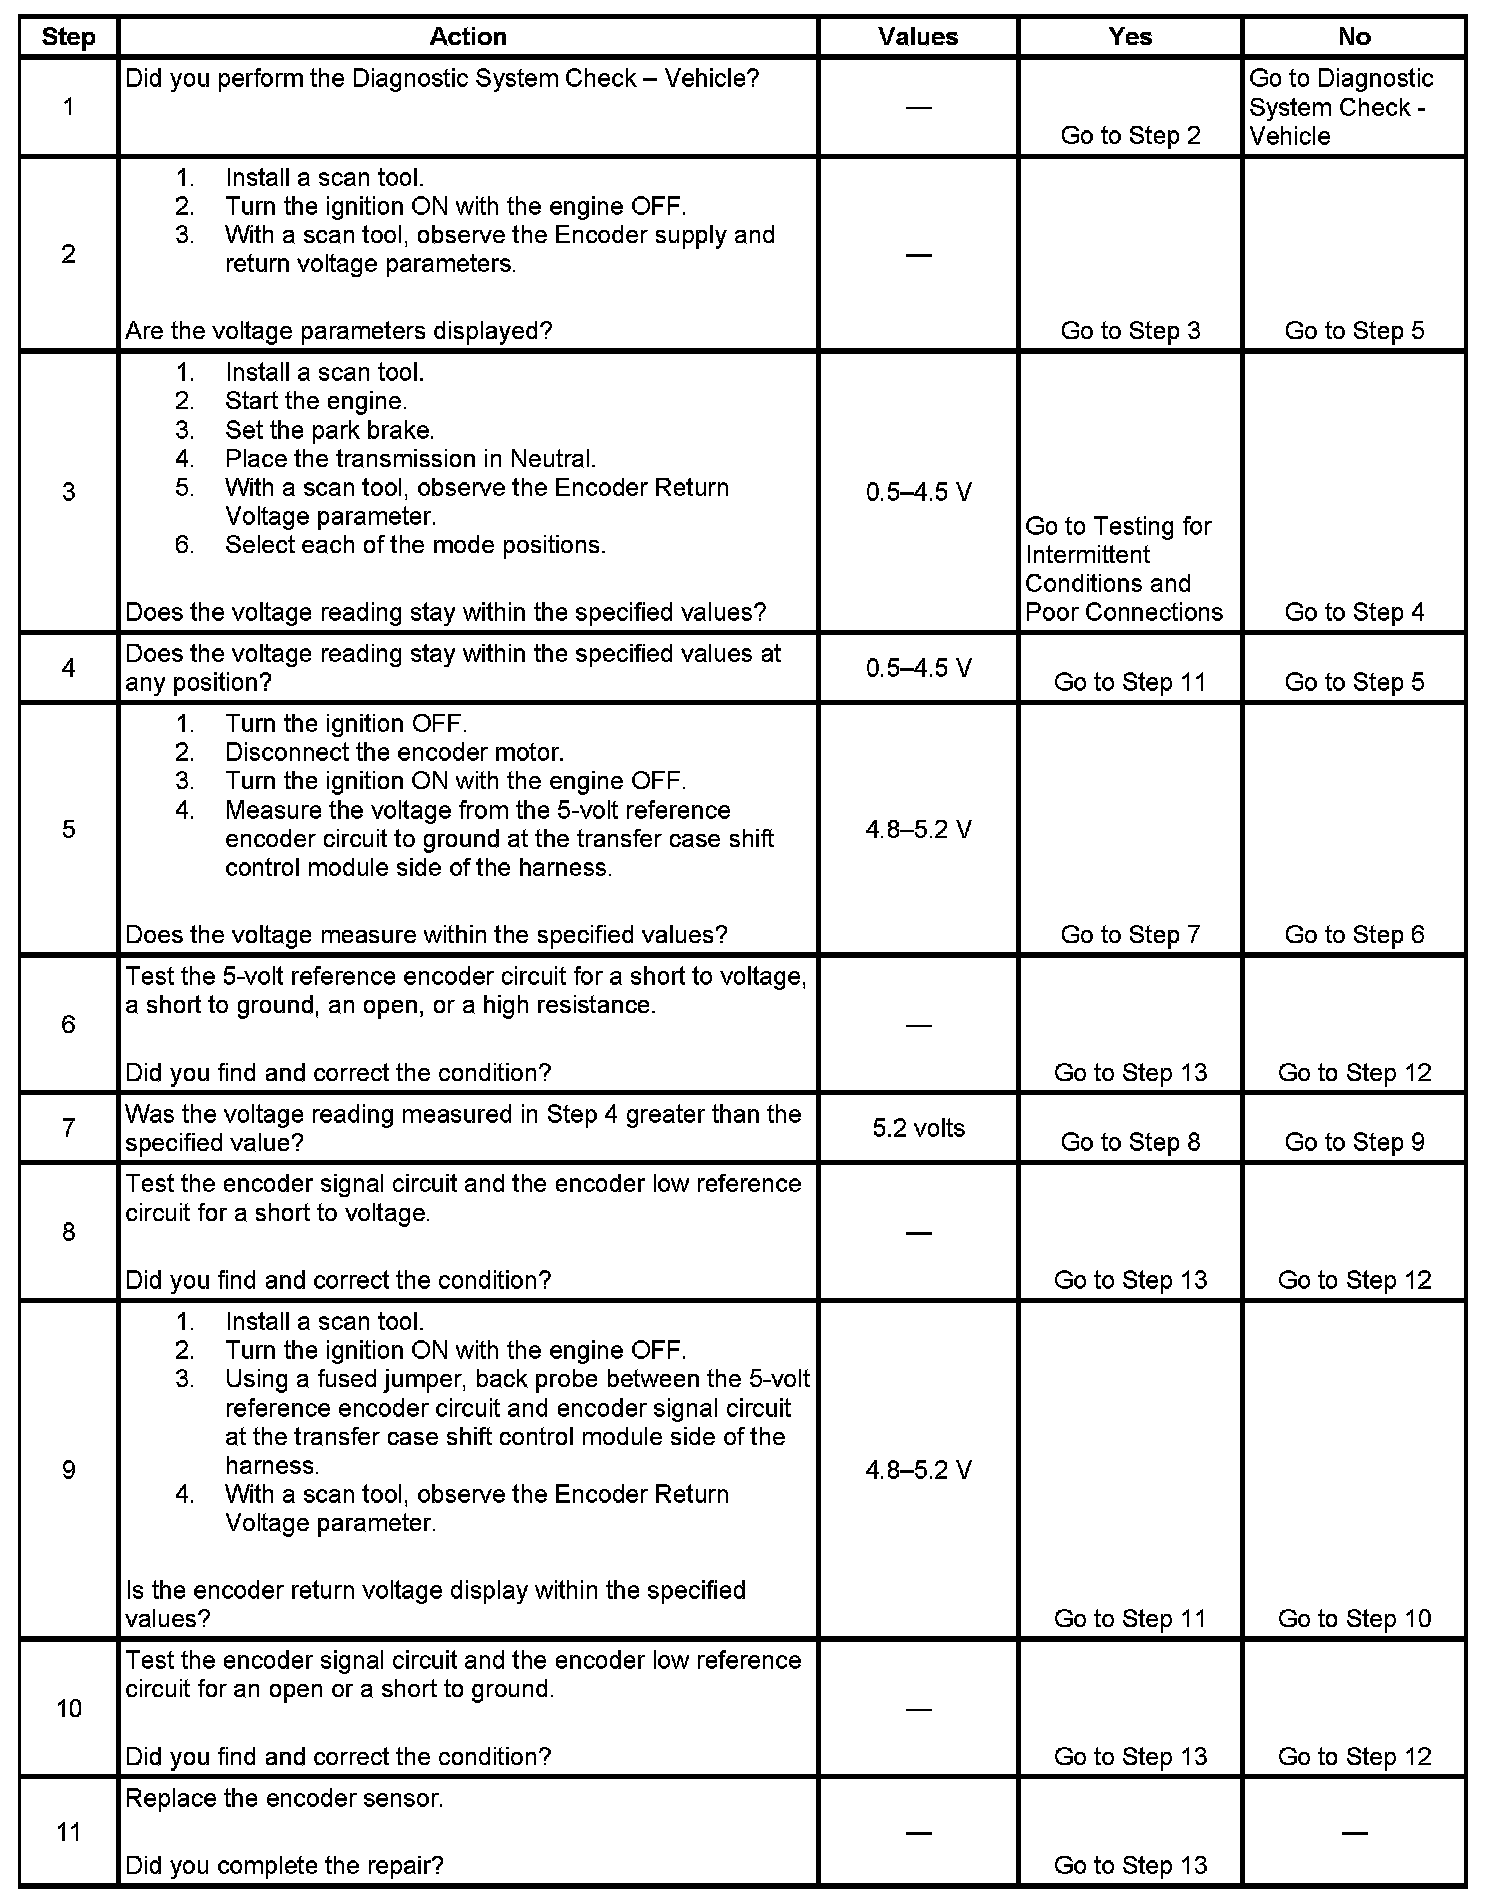 Step Action Values Yes No
Did you perform the Diagnostic System Check – Vehicle?
1
—
Go to Step 2
Go to Diagnostic
System Check -
Vehicle
2
1. Install a scan tool.
2. Turn the ignition ON with the engine OFF.
3. With a scan tool, observe the Encoder supply and
return voltage parameters.
Are the voltage parameters displayed?
—
Go to Step 3
Go to Step 5
3
1. Install a scan tool.
2. Start the engine.
3. Set the park brake.
4. Place the transmission in Neutral.
5. With a scan tool, observe the Encoder Return
Voltage parameter.
6. Select each of the mode positions.
Does the voltage reading stay within the specified values?
0.5–4.5 V
Go to Testing for
Intermittent
Conditions and
Poor Connections
Go to Step 4
4
Does the voltage reading stay within the specified values at
any position?
0.5–4.5 V
Go to Step 11
Go to Step 5
5
1. Turn the ignition OFF.
2. Disconnect the encoder motor.
3. Turn the ignition ON with the engine OFF.
4. Measure the voltage from the 5-volt reference
encoder circuit to ground at the transfer case shift
control module side of the harness.
Does the voltage measure within the specified values?
4.8–5.2 V
Go to Step 7
Go to Step 6
6
Test the 5-volt reference encoder circuit for a short to voltage,
a short to ground, an open, or a high resistance.
Did you find and correct the condition?
—
Go to Step 13
Go to Step 12
7
Was the voltage reading measured in Step 4 greater than the
specified value?
5.2 volts
Go to Step 8
Go to Step 9
8
Test the encoder signal circuit and the encoder low reference
circuit for a short to voltage.
Did you find and correct the condition?
—
Go to Step 13
Go to Step 12
9
1. Install a scan tool.
2. Turn the ignition ON with the engine OFF.
3. Using a fused jumper, back probe between the 5-volt
reference encoder circuit and encoder signal circuit
at the transfer case shift control module side of the
harness.
4. With a scan tool, observe the Encoder Return
Voltage parameter.
Is the encoder return voltage display within the specified
values?
4.8–5.2 V
Go to Step 11
Go to Step 10
10
Test the encoder signal circuit and the encoder low reference
circuit for an open or a short to ground.
Did you find and correct the condition?
—
Go to Step 13
Go to Step 12
11
Replace the encoder sensor.
Did you complete the repair?
—
Go to Step 13
—